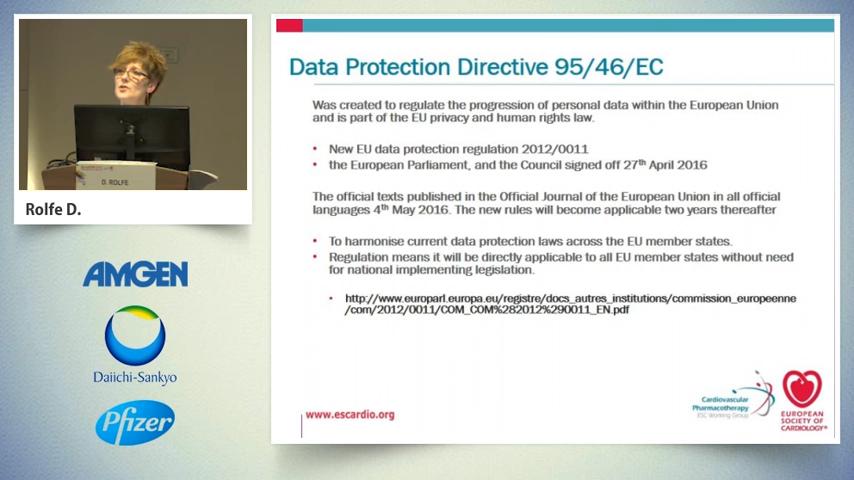 Data Protection Directive 95/46/EC
Was created to regulate the progression of personal data within the European Union
and is part of the EU privacy and human rights law.
• New EU data protection regulation 2012/0011
• the European Parliament, and the Council signed off 27th April 2016
The official texts published in the Official Journal of the European Union in all official
languages 4th May 2016. The new rules will become applicable two years thereafter
• To harmonise current data protection laws across the EU member states.
• Regulation means it will be directly applicable to all EU member states without need
for national implementing legislation.
• http://www.europarl.europa.eu/registre/docs_autres_institutions/commission_europeenne
/com/2012/0011/COM_COM%282012%290011_EN.pdf
www.escardio.org
Cardiovascular
Pharmacotherapy
ESC Working Group
EUROPEAN
SOCIETY OF
CARDIOLOGY®
D. ROLFE
Rolfe D.
AMGEN
Daiichi-Sankyo
Pfizer